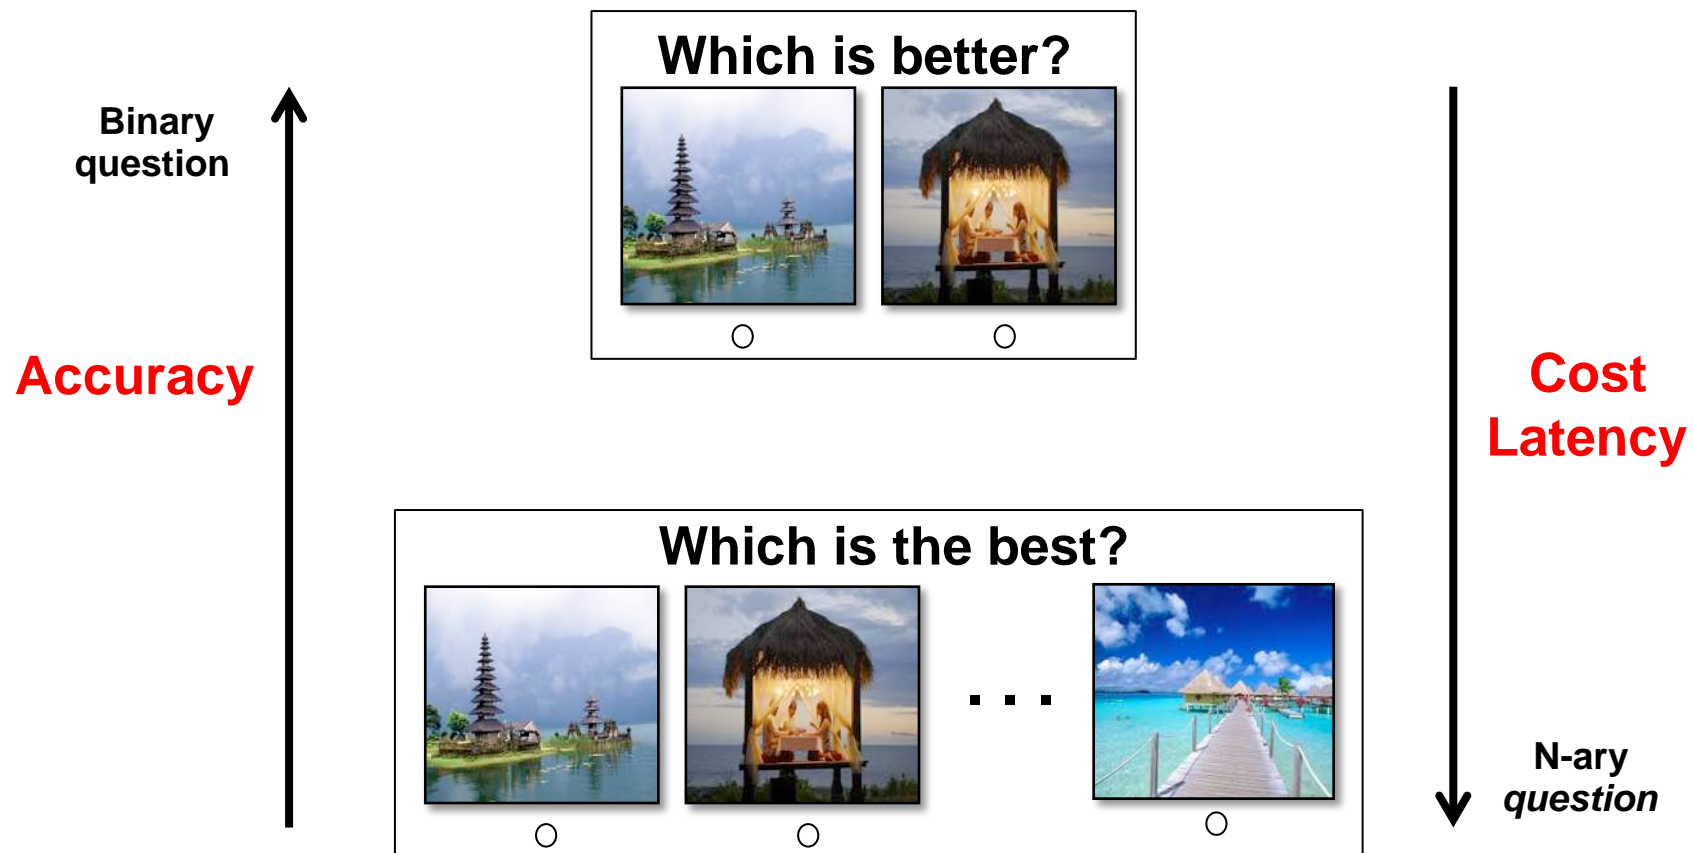 Which is better?
Binary
question
Accuracy
Cost
Latency
Which is the best?
. . .
N-ary
question